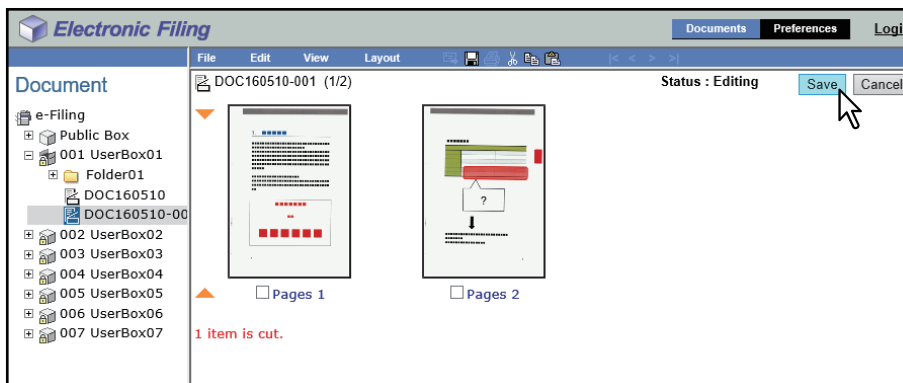 Electronic Filing
Documents Preferences Logi
File Edit View Layout |< < > >|
Document
DOC160510-001 (1/2) Status : Editing Save Cancel
e-Filing
Public Box
001 UserBox01
Folder01
DOC160510
DOC160510-00
002 UserBox02
003 UserBox03
004 UserBox04
005 UserBox05
006 UserBox06
007 UserBox07
?
Pages 1 Pages 2
1 item is cut.